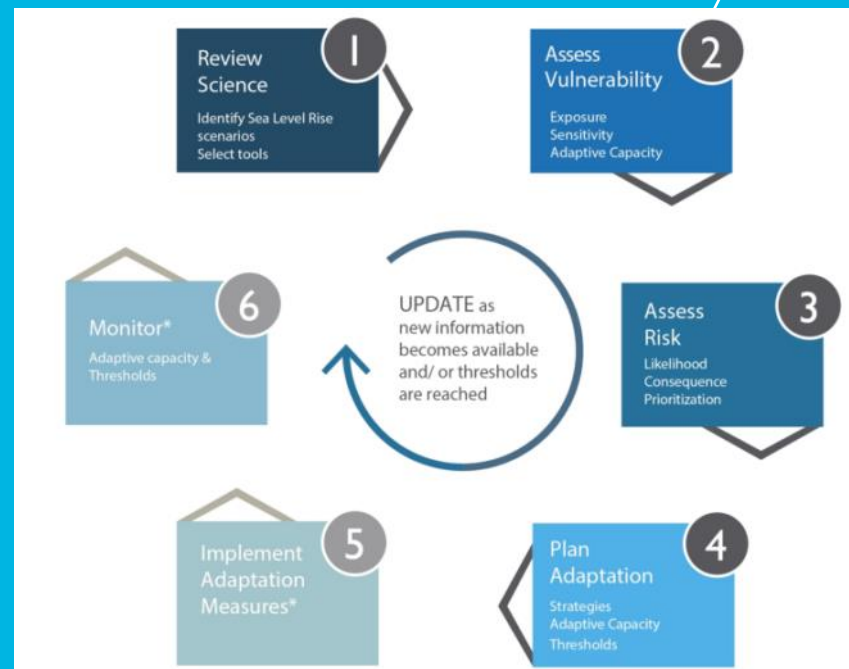 1
Review
Science
Identify Sea Level Rise
scenarios
Select tools
2
Assess
Vulnerability
Exposure
Sensitivity
Adaptive Capacity
3
Assess
Risk
Likelihood
Consequence
Prioritization
4
Plan
Adaptation
Strategies
Adaptive Capacity
Thresholds
5
Implement
Adaptation
Measures*
6
Monitor*
Adaptive capacity &
Thresholds
UPDATE as
new information
becomes available
and/ or thresholds
are reached